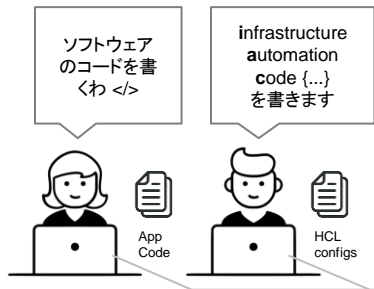 ソフトウェア
のコードを書
くわ </>
infrastructure
automation
code {...}
を書きます
App
Code
HCL
configs